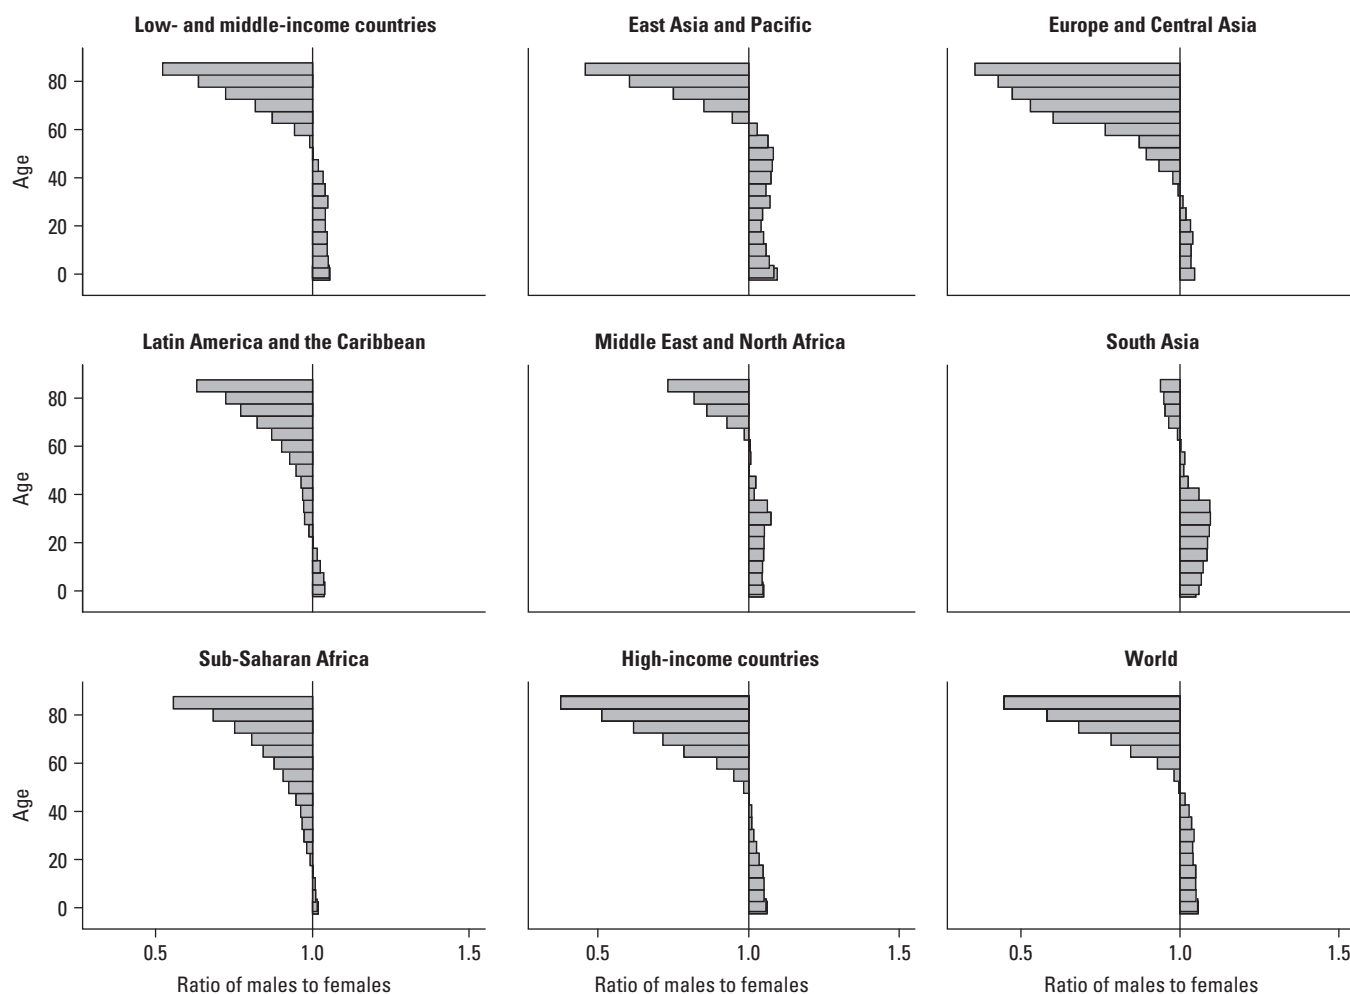 Low- and middle-income countries
East Asia and Pacific
Europe and Central Asia
Age
80
60
40
20
0
Latin America and the Caribbean
Middle East and North Africa
South Asia
Age
80
60
40
20
0
Sub-Saharan Africa
High-income countries
World
Age
80
60
40
20
0
0.5 1.0 1.5
0.5 1.0 1.5
0.5 1.0 1.5
Ratio of males to females
Ratio of males to females
Ratio of males to females